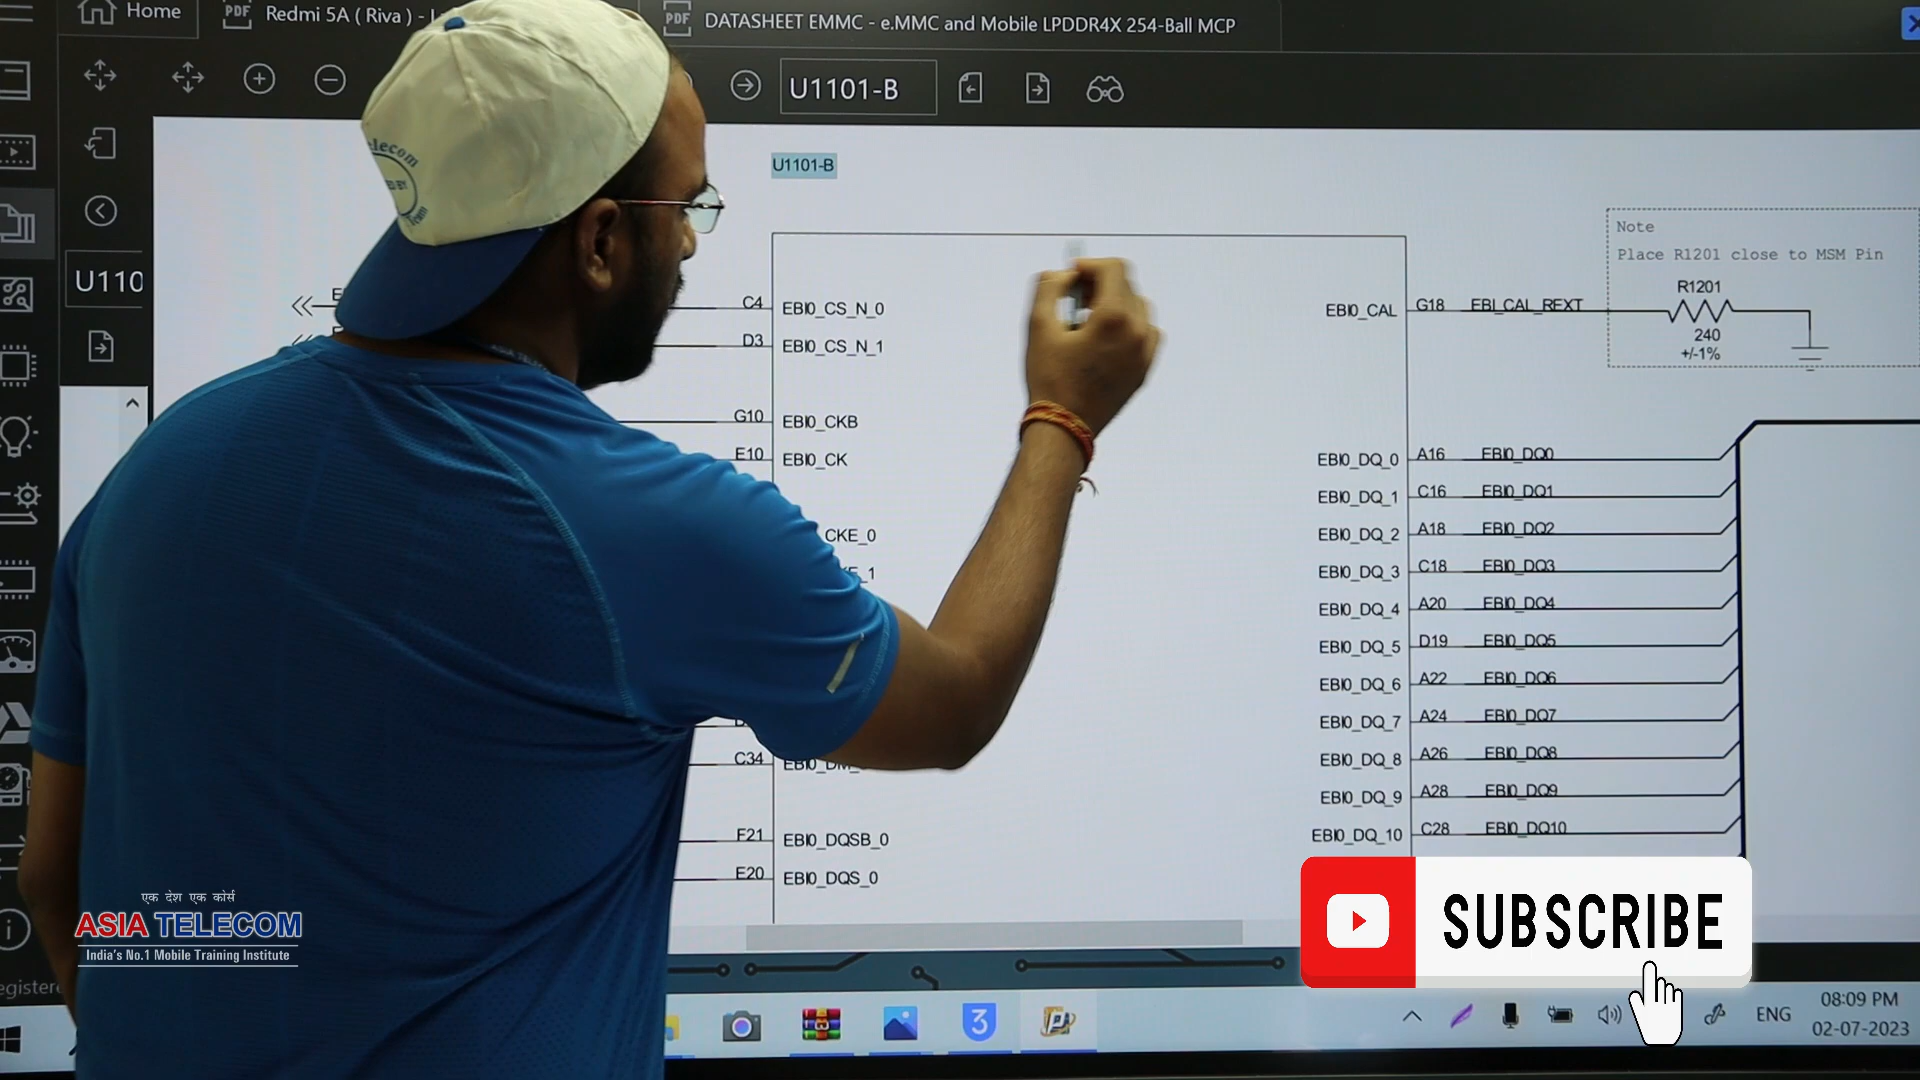 Home
Redmi 5A ( Riva ) -
DATASHEET EMMC - e.MMC and Mobile LPDDR4X 254-Ball MCP
PDF
PDF
U1101-B
U1101-B
U110
Note
Place R1201 close to MSM Pin
R1201
240
+/-1%
C4 EBI0_CS_N_0
D3 EBI0_CS_N_1
G10 EBI0_CKB
E10 EBI0_CK
CKE_0
_1
C34
F21 EBI0_DQSB_0
E20 EBI0_DQS_0
EBI0_CAL G18 EBI_CAL_REXT
EBI0_DQ_0 A16 EBI0_DQ0
EBI0_DQ_1 C16 EBI0_DQ1
EBI0_DQ_2 A18 EBI0_DQ2
EBI0_DQ_3 C18 EBI0_DQ3
EBI0_DQ_4 A20 EBI0_DQ4
EBI0_DQ_5 D19 EBI0_DQ5
EBI0_DQ_6 A22 EBI0_DQ6
EBI0_DQ_7 A24 EBI0_DQ7
EBI0_DQ_8 A26 EBI0_DQ8
EBI0_DQ_9 A28 EBI0_DQ9
EBI0_DQ_10 C28 EBI0_DQ10
एक देश एक कोर्स
ASIA TELECOM
India's No.1 Mobile Training Institute
SUBSCRIBE
3
ENG
08:09 PM
02-07-2023